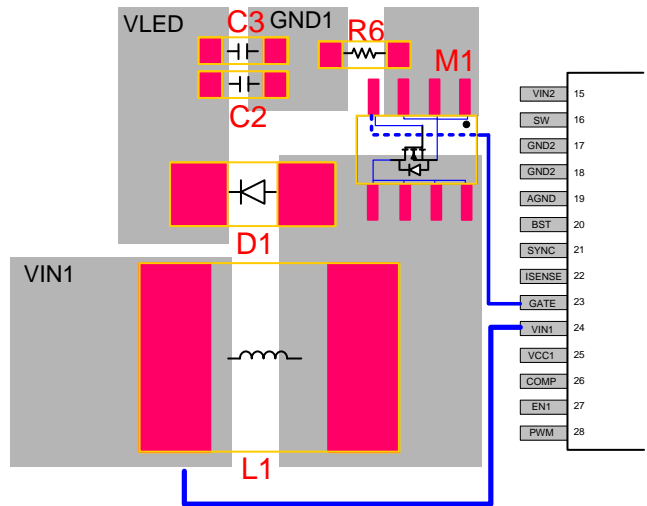 VLED
C3
GND1
R6
M1
C2
D1
VIN1
L1
VIN2 15
SW 16
GND2 17
GND2 18
AGND 19
BST 20
SYNC 21
ISENSE 22
GATE 23
VIN1 24
VCC1 25
COMP 26
EN1 27
PWM 28